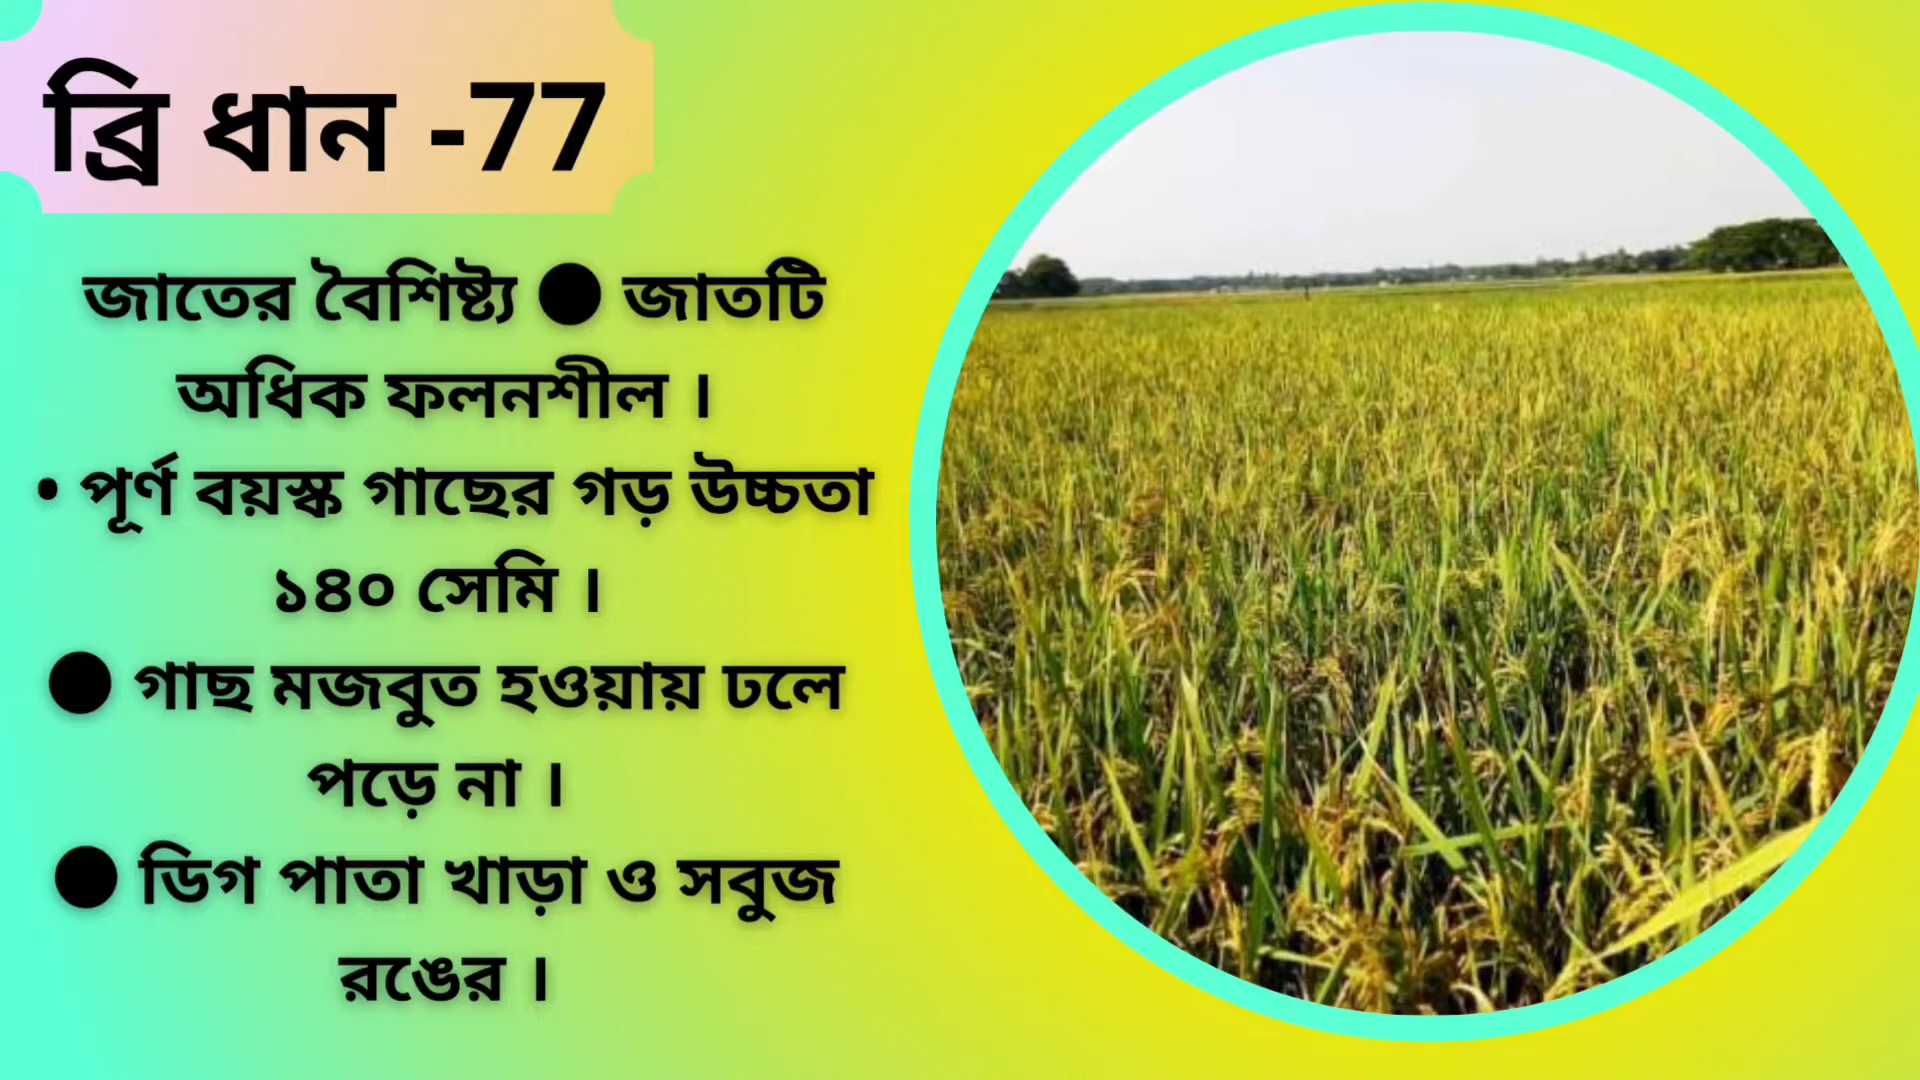 ব্রি ধান -77
জাতের বৈশিষ্ট্য ● জাতটি
অধিক ফলনশীল ।
• পূর্ণ বয়স্ক গাছের গড় উচ্চতা
১৪০ সেমি ।
● গাছ মজবুত হওয়ায় ঢলে
পড়ে না ।
● ডিগ পাতা খাড়া ও সবুজ
রঙের ।